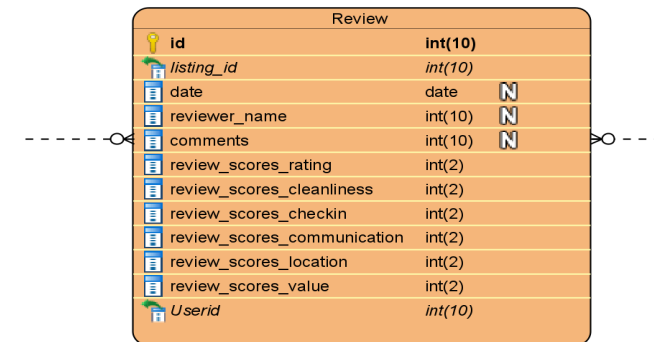 Review
id int(10)
listing_id int(10)
date date N
reviewer_name int(10) N
comments int(10) N
review_scores_rating int(2)
review_scores_cleanliness int(2)
review_scores_checkin int(2)
review_scores_communication int(2)
review_scores_location int(2)
review_scores_value int(2)
Userid int(10)